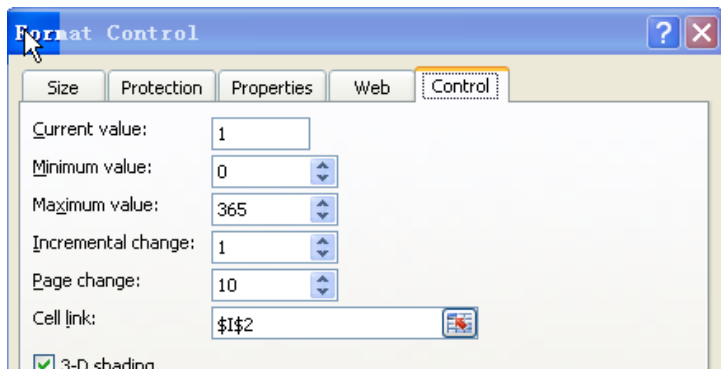 Format Control
Size Protection Properties Web Control
Current value: 1
Minimum value: 0
Maximum value: 365
Incremental change: 1
Page change: 10
Cell link: $I$2
3-D shading